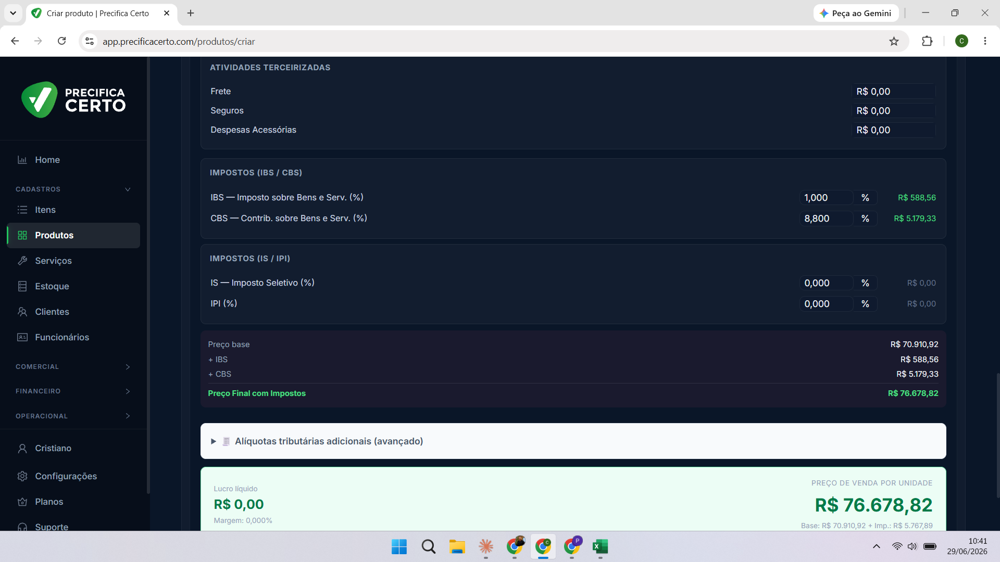 Criar produto | Precifica Certo
Peça ao Gemini
app.precificacerto.com/produtos/criar
C
PRECIFICA
CERTO
Home
CADASTROS
Itens
Produtos
Serviços
Estoque
Clientes
Funcionários
COMERCIAL
FINANCEIRO
OPERACIONAL
Cristiano
Configurações
Planos
Suporte
ATIVIDADES TERCEIRIZADAS
Frete R$ 0,00
Seguros R$ 0,00
Despesas Acessórias R$ 0,00
IMPOSTOS (IBS / CBS)
IBS — Imposto sobre Bens e Serv. (%) 1,000 % R$ 588,56
CBS — Contrib. sobre Bens e Serv. (%) 8,800 % R$ 5.179,33
IMPOSTOS (IS / IPI)
IS — Imposto Seletivo (%) 0,000 % R$ 0,00
IPI (%) 0,000 % R$ 0,00
Preço base R$ 70.910,92
+ IBS R$ 588,56
+ CBS R$ 5.179,33
Preço Final com Impostos R$ 76.678,82
Alíquotas tributárias adicionais (avançado)
Lucro líquido
R$ 0,00
Margem: 0,000%
PREÇO DE VENDA POR UNIDADE
R$ 76.678,82
Base: R$ 70.910,92 + Imp.: R$ 5.767,89
C
P
X
10:41
29/06/2026